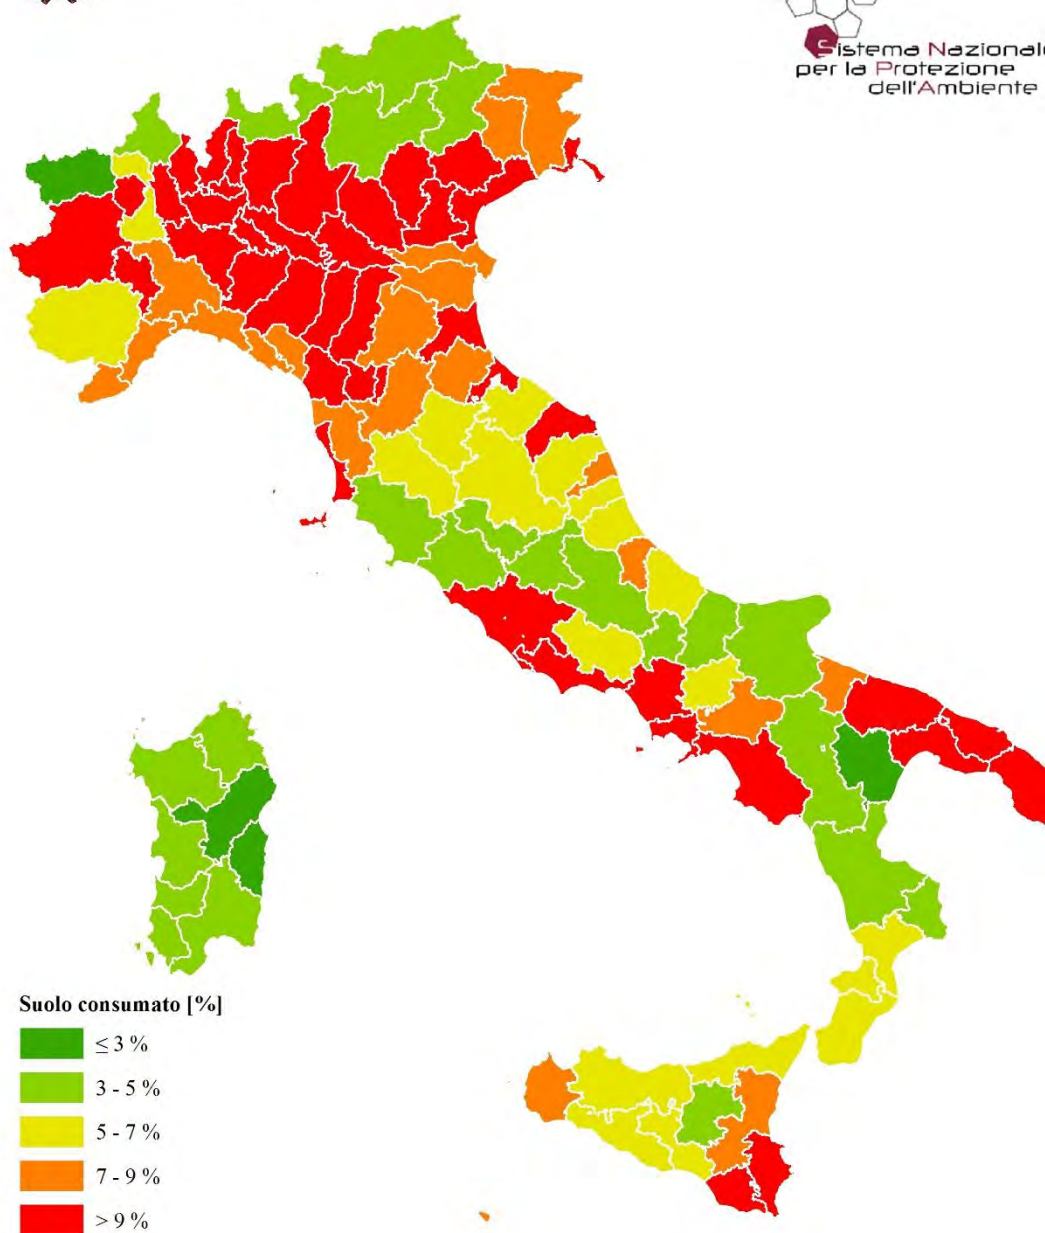 Sistema Nazionale
per la Protezione
dell'Ambiente
Suolo consumato [%]
≤ 3 %
3 - 5 %
5 - 7 %
7 - 9 %
> 9 %